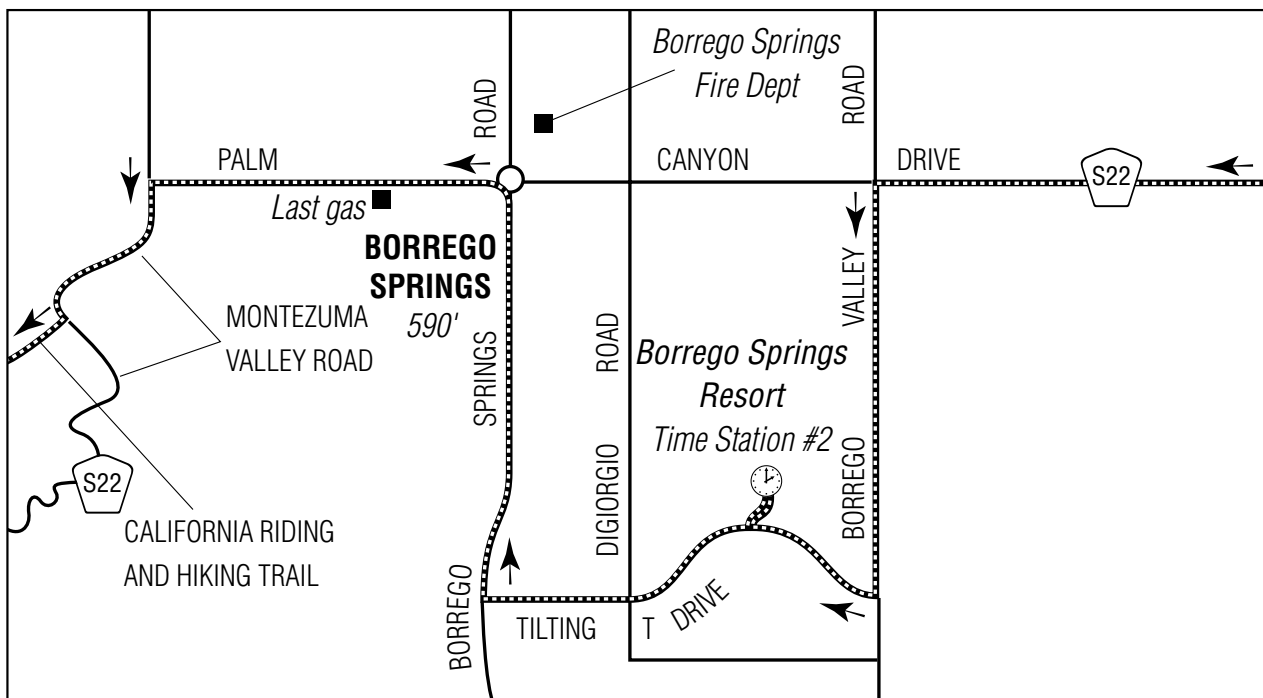 Borrego Springs
Fire Dept
ROAD
ROAD
PALM
CANYON
DRIVE
S22
Last gas
BORREGO
SPRINGS
590'
VALLEY
MONTEZUMA
VALLEY ROAD
SPRINGS
ROAD
Borrego Springs
Resort
Time Station #2
S22
DIGIORGIO
BORREGO
CALIFORNIA RIDING
AND HIKING TRAIL
BORREGO
TILTING
T
DRIVE